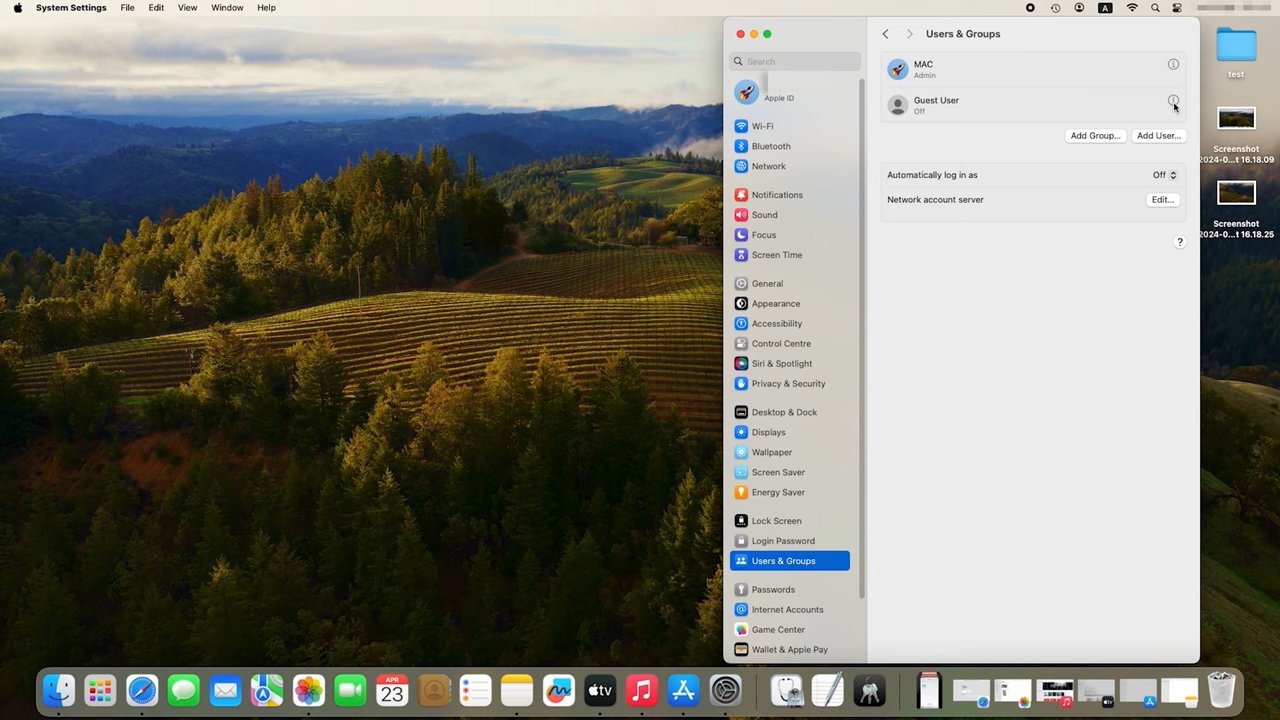 System Settings File Edit View Window Help
A
Users & Groups
Search
Apple ID
Wi-Fi
Bluetooth
Network
Notifications
Sound
Focus
Screen Time
General
Appearance
Accessibility
Control Centre
Siri & Spotlight
Privacy & Security
Desktop & Dock
Displays
Wallpaper
Screen Saver
Energy Saver
Lock Screen
Login Password
Users & Groups
Passwords
Internet Accounts
Game Center
Wallet & Apple Pay
MAC
Admin
Guest User
Off
Add Group... Add User...
Automatically log in as Off
Network account server Edit...
?
test
Screenshot
2024-0...t 16.18.09
Screenshot
2024-0...t 16.18.25
APR
23
tv